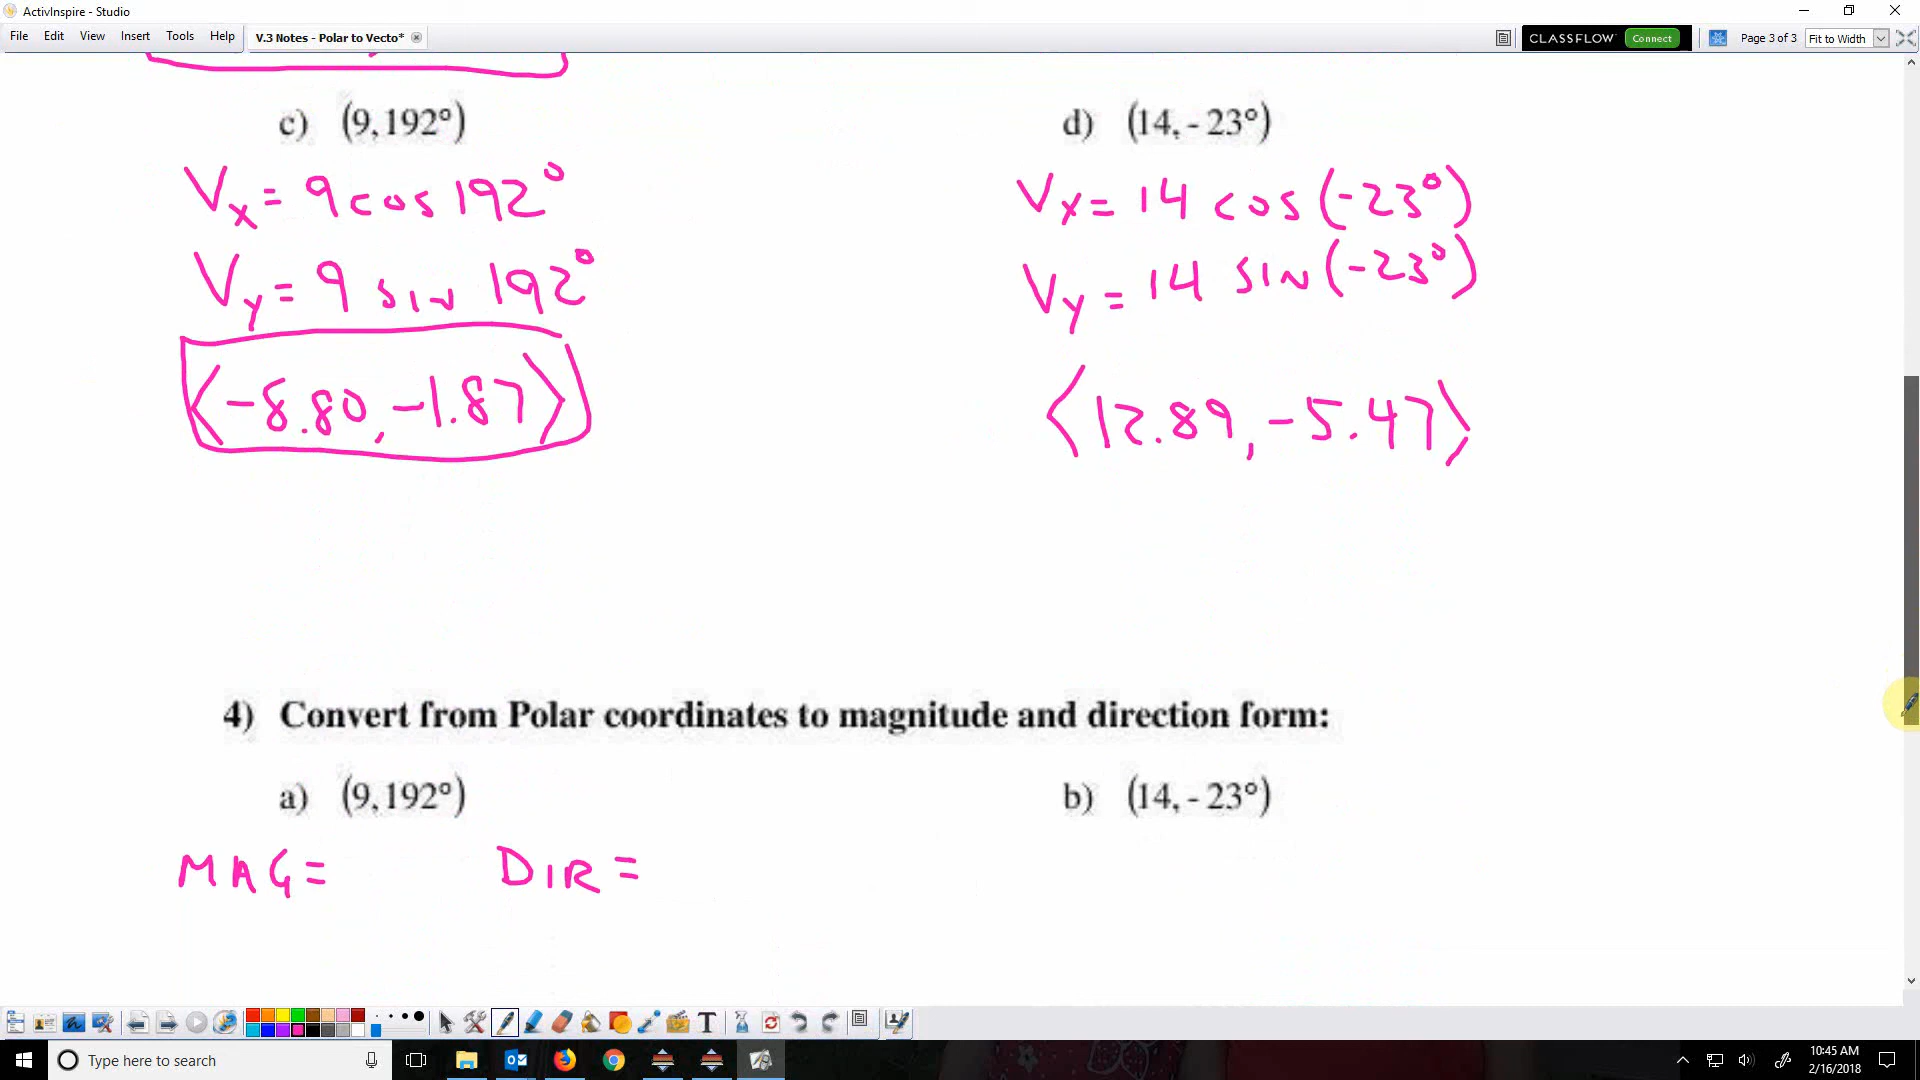 ActivInspire - Studio
File Edit View Insert Tools Help V.3 Notes - Polar to Vecto* CLASSFLOW Connect Page 3 of 3 Fit to Width
c) (9,192°) d) (14,-23°)
Vx = 9 cos 192° Vx = 14 cos (-23°)
Vy = 9 sin 192° Vy = 14 sin (-23°)
⟨-8.80, -1.87⟩ ⟨12.89, -5.47⟩
4) Convert from Polar coordinates to magnitude and direction form:
a) (9,192°) b) (14,-23°)
MAG = DIR =
T
Type here to search 10:45 AM
2/16/2018